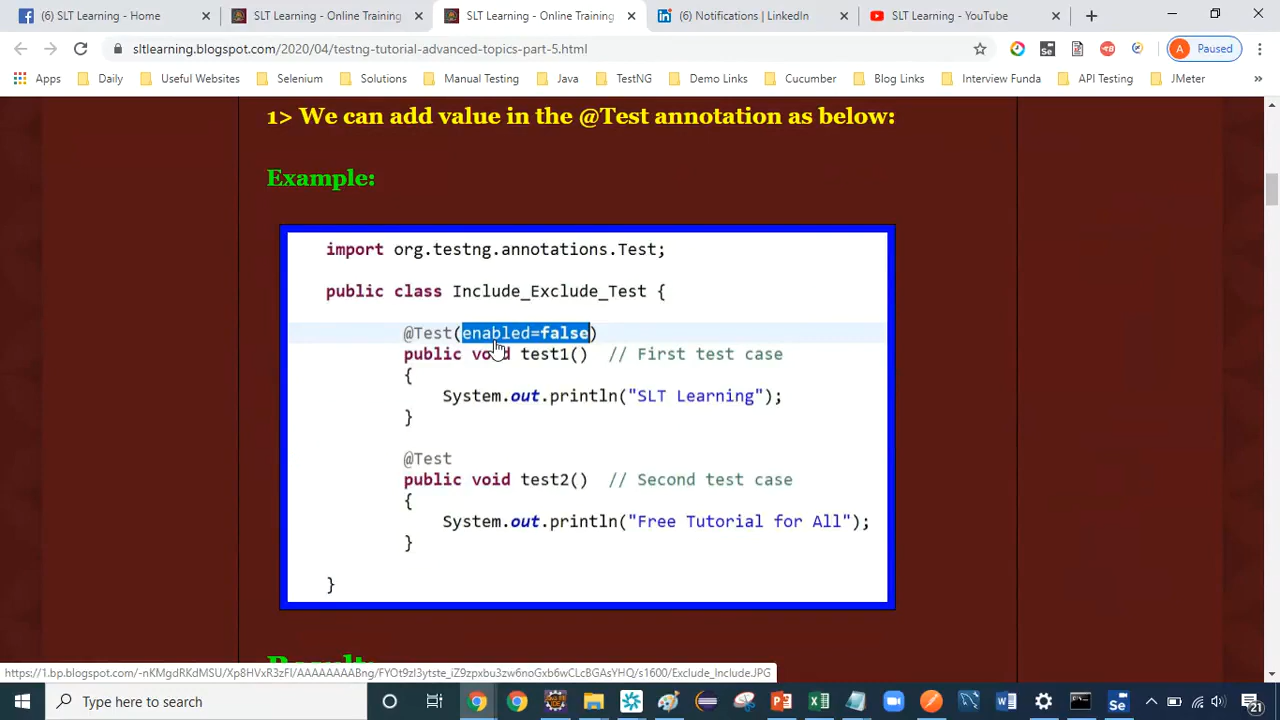 (6) SLT Learning - Home
SLT Learning - Online Training
SLT Learning - Online Training
(6) Notifications | LinkedIn
SLT Learning - YouTube
sltlearning.blogspot.com/2020/04/testng-tutorial-advanced-topics-part-5.html
A Paused
Apps Daily Useful Websites Selenium Solutions Manual Testing Java TestNG Demo Links Cucumber Blog Links Interview Funda API Testing JMeter »
1> We can add value in the @Test annotation as below:
Example:
import org.testng.annotations.Test;
public class Include_Exclude_Test {
@Test(enabled=false)
public void test1() // First test case
{
System.out.println("SLT Learning");
}
@Test
public void test2() // Second test case
{
System.out.println("Free Tutorial for All");
}
}
Result:
Type here to search
21